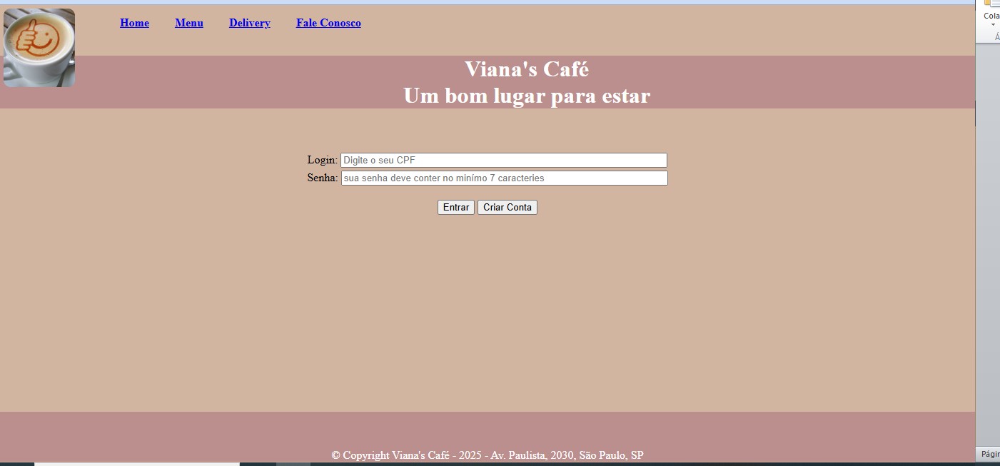 Home Menu Delivery Fale Conosco
Viana's Café
Um bom lugar para estar
Login: Digite o seu CPF
Senha: sua senha deve conter no minímo 7 caracteries
Entrar Criar Conta
© Copyright Viana's Café - 2025 - Av. Paulista, 2030, São Paulo, SP
Cola
Á
Págin